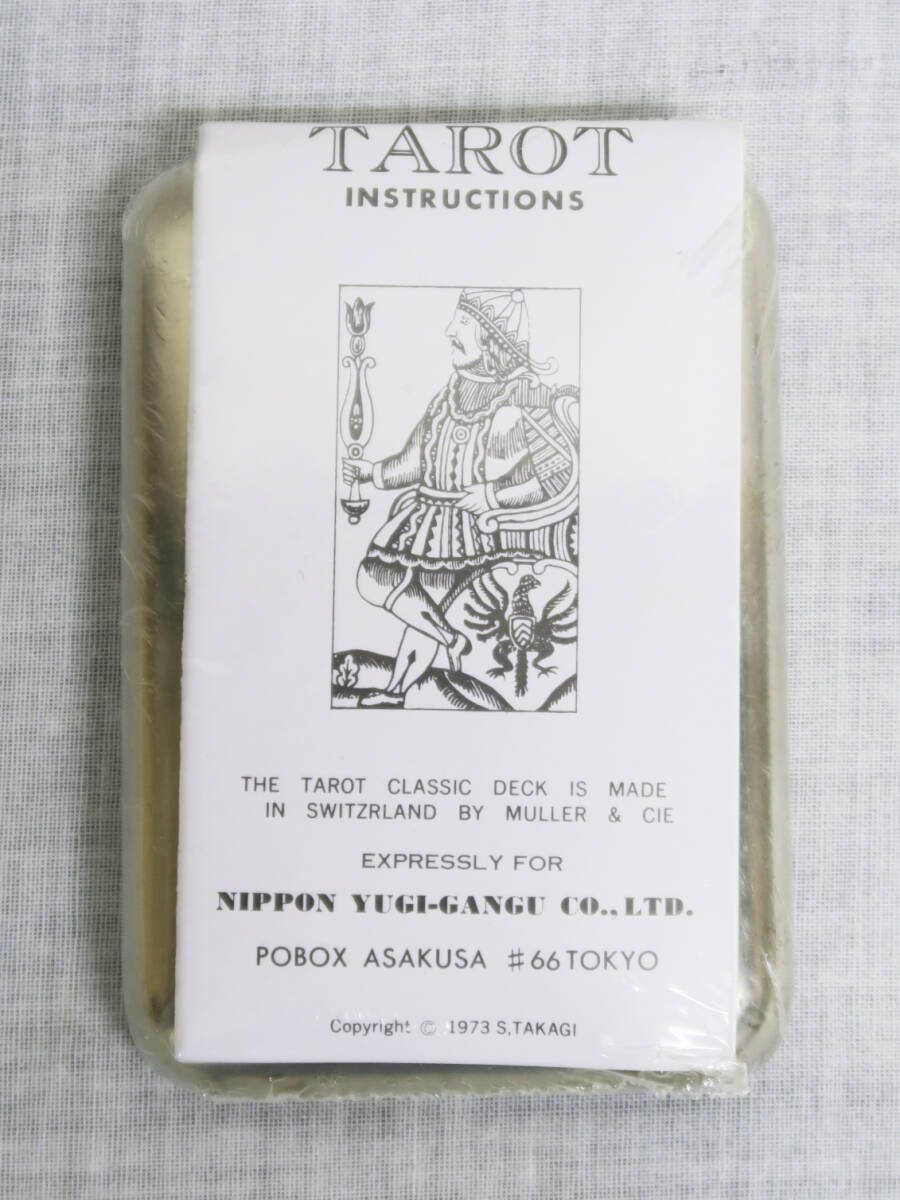 TAROT
INSTRUCTIONS
THE TAROT CLASSIC DECK IS MADE
IN SWITZRLAND BY MULLER & CIE
EXPRESSLY FOR
NIPPON YUGI-GANGU CO., LTD.
POBOX ASAKUSA #66 TOKYO
Copyright © 1973 S,TAKAGI